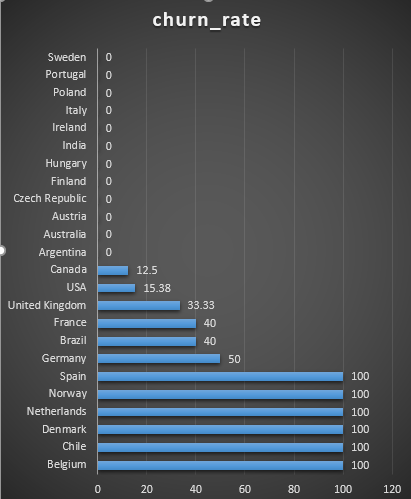 churn_rate
Sweden 0
Portugal 0
Poland 0
Italy 0
Ireland 0
India 0
Hungary 0
Finland 0
Czech Republic 0
Austria 0
Australia 0
Argentina 0
Canada 12.5
USA 15.38
United Kingdom 33.33
France 40
Brazil 40
Germany 50
Spain 100
Norway 100
Netherlands 100
Denmark 100
Chile 100
Belgium 100
0 20 40 60 80 100 120